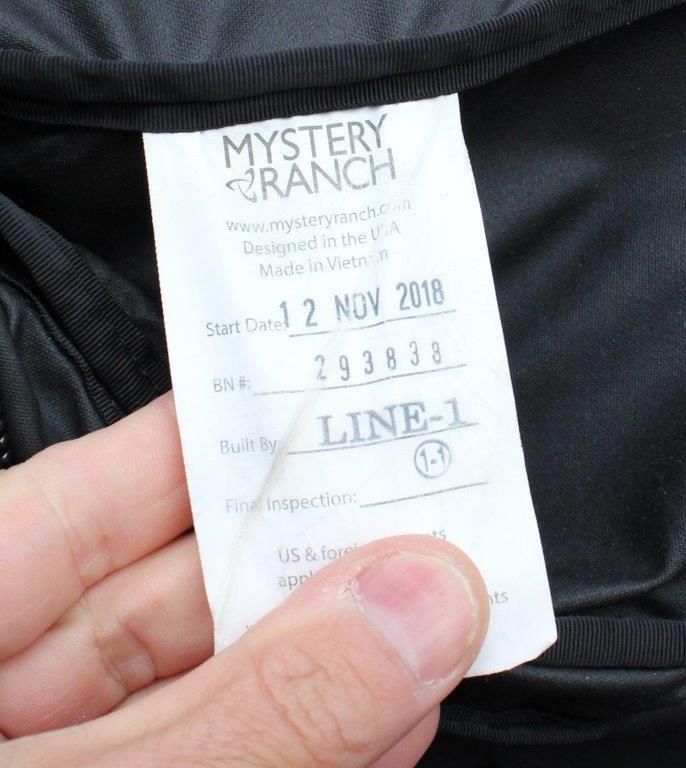 MYSTERY
RANCH
www.mysteryranch.com
Designed in the USA
Made in Vietnam
Start Date: 12 NOV 2018
BN #: 293838
Built By: LINE-1
1-1
Final Inspection:
US &